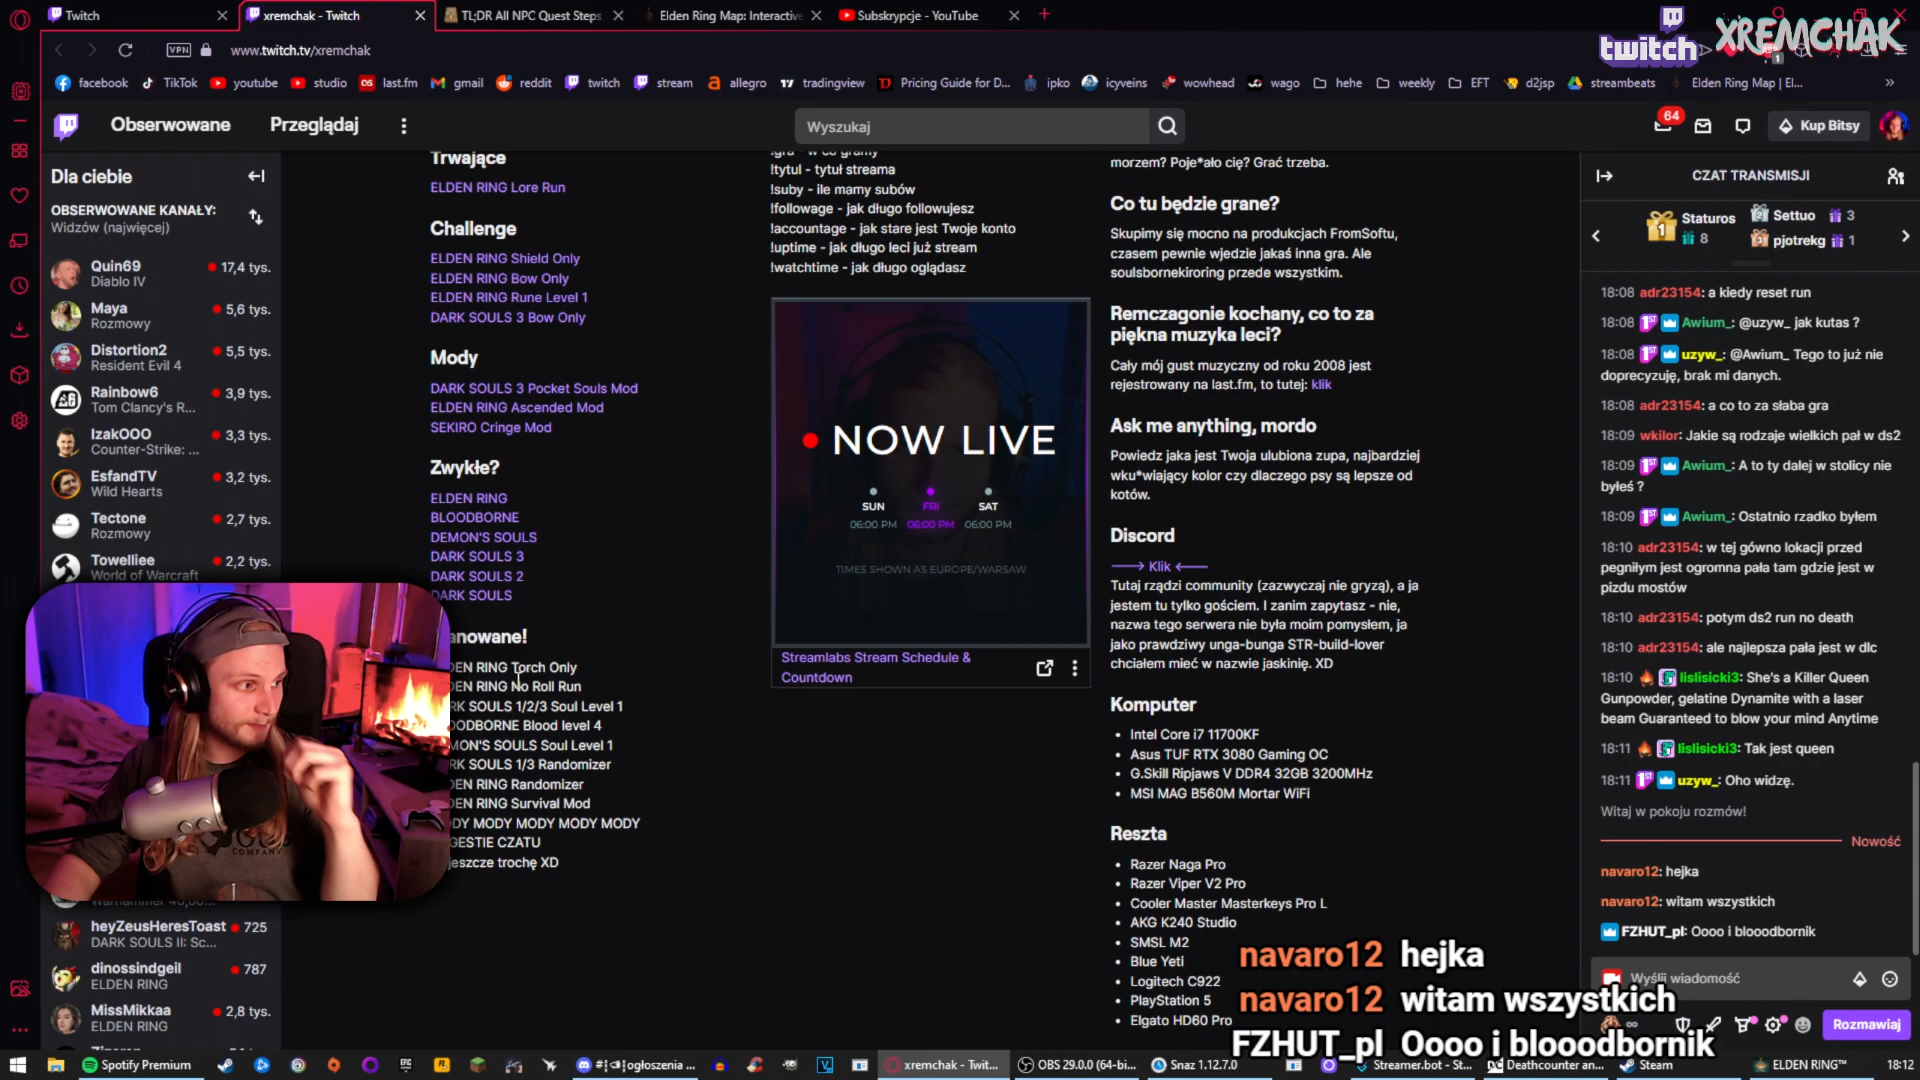 Twitch
xremchak - Twitch
TL;DR All NPC Quest Steps
Elden Ring Map: Interactive
Subskrypcje - YouTube
twitch
XREMCHAK
VPN
www.twitch.tv/xremchak
1
facebook
TikTok
youtube
studio
last.fm
gmail
reddit
twitch
stream
allegro
tradingview
Pricing Guide for D...
ipko
icyveins
wowhead
wago
hehe
weekly
EFT
d2jsp
streambeats
Elden Ring Map | El...
Obserwowane
Przeglądaj
Wyszukaj
64
Kup Bitsy
Dla ciebie
OBSERWOWANE KANAŁY:
Widzów (najwięcej)
Quin69
17,4 tys.
Diablo IV
Maya
5,6 tys.
Rozmowy
Distortion2
5,5 tys.
Resident Evil 4
Rainbow6
3,9 tys.
Tom Clancy's R...
IzakOOO
3,3 tys.
Counter-Strike: ...
EsfandTV
3,2 tys.
Wild Hearts
Tectone
2,7 tys.
Rozmowy
Towelliee
2,2 tys.
World of Warcraft
heyZeusHeresToast
725
DARK SOULS II: Sc...
dinossindgeil
787
ELDEN RING
MissMikkaa
2,8 tys.
ELDEN RING
Trwające
ELDEN RING Lore Run
Challenge
ELDEN RING Shield Only
ELDEN RING Bow Only
ELDEN RING Rune Level 1
DARK SOULS 3 Bow Only
Mody
DARK SOULS 3 Pocket Souls Mod
ELDEN RING Ascended Mod
SEKIRO Cringe Mod
Zwykłe?
ELDEN RING
BLOODBORNE
DEMON'S SOULS
DARK SOULS 3
DARK SOULS 2
DARK SOULS
anowane!
DEN RING Torch Only
DEN RING No Roll Run
RK SOULS 1/2/3 Soul Level 1
OODBORNE Blood level 4
MON'S SOULS Soul Level 1
RK SOULS 1/3 Randomizer
DEN RING Randomizer
DEN RING Survival Mod
DY MODY MODY MODY MODY
GESTIE CZATU
jeszcze trochę XD
!gra - w co gramy
!tytul - tytuł streama
!suby - ile mamy subów
!followage - jak długo followujesz
!accountage - jak stare jest Twoje konto
!uptime - jak długo leci już stream
!watchtime - jak długo oglądasz
NOW LIVE
SUN
FRI
SAT
06:00 PM
06:00 PM
06:00 PM
TIMES SHOWN AS EUROPE/WARSAW
Streamlabs Stream Schedule &
Countdown
morzem? Poje*ało cię? Grać trzeba.
Co tu będzie grane?
Skupimy się mocno na produkcjach FromSoftu,
czasem pewnie wjedzie jakaś inna gra. Ale
soulsbornekiroring przede wszystkim.
Remczagonie kochany, co to za
piękna muzyka leci?
Cały mój gust muzyczny od roku 2008 jest
rejestrowany na last.fm, to tutej: klik
Ask me anything, mordo
Powiedz jaka jest Twoja ulubiona zupa, najbardziej
wku*wiający kolor czy dlaczego psy są lepsze od
kotów.
Discord
---> Klik <---
Tutaj rządzi community (zazwyczaj nie gryzą), a ja
jestem tu tylko gościem. I zanim zapytasz - nie,
nazwa tego serwera nie była moim pomysłem, ja
jako prawdziwy unga-bunga STR-build-lover
chciałem mieć w nazwie jaskinię. XD
Komputer
Intel Core i7 11700KF
Asus TUF RTX 3080 Gaming OC
G.Skill Ripjaws V DDR4 32GB 3200MHz
MSI MAG B560M Mortar WiFi
Reszta
Razer Naga Pro
Razer Viper V2 Pro
Cooler Master Masterkeys Pro L
AKG K240 Studio
SMSL M2
Blue Yeti
Logitech C922
PlayStation 5
Elgato HD60 Pro
CZAT TRANSMISJI
1
Staturos
8
2
Settuo
3
3
pjotrekg
1
18:08 adr23154: a kiedy reset run
18:08 Awium_: @uzyw_ jak kutas ?
18:08 uzyw_: @Awium_ Tego to już nie
doprecyzuję, brak mi danych.
18:08 adr23154: a co to za słaba gra
18:09 wkilor: Jakie są rodzaje wielkich pał w ds2
18:09 Awium_: A to ty dalej w stolicy nie
byłeś ?
18:09 Awium_: Ostatnio rzadko byłem
18:10 adr23154: w tej gówno lokacji przed
pegniłym jest ogromna pała tam gdzie jest w
pizdu mostów
18:10 adr23154: potym ds2 run no death
18:10 adr23154: ale najlepsza pała jest w dlc
18:10 lislisicki3: She's a Killer Queen
Gunpowder, gelatine Dynamite with a laser
beam Guaranteed to blow your mind Anytime
18:11 lislisicki3: Tak jest queen
18:11 uzyw_: Oho widzę.
Witaj w pokoju rozmów!
Nowość
navaro12: hejka
navaro12: witam wszystkich
FZHUT_pl: Oooo i blooodbornik
Wyślij wiadomość
Rozmawiaj
navaro12 hejka
navaro12 witam wszystkich
FZHUT_pl Oooo i blooodbornik
COMPANY
Spotify Premium
ogłoszenia ...
xremchak - Twit...
OBS 29.0.0 (64-bi...
Snaz 1.12.7.0
Streamer.bot - St...
Deathcounter an...
Steam
ELDEN RING™
18:12